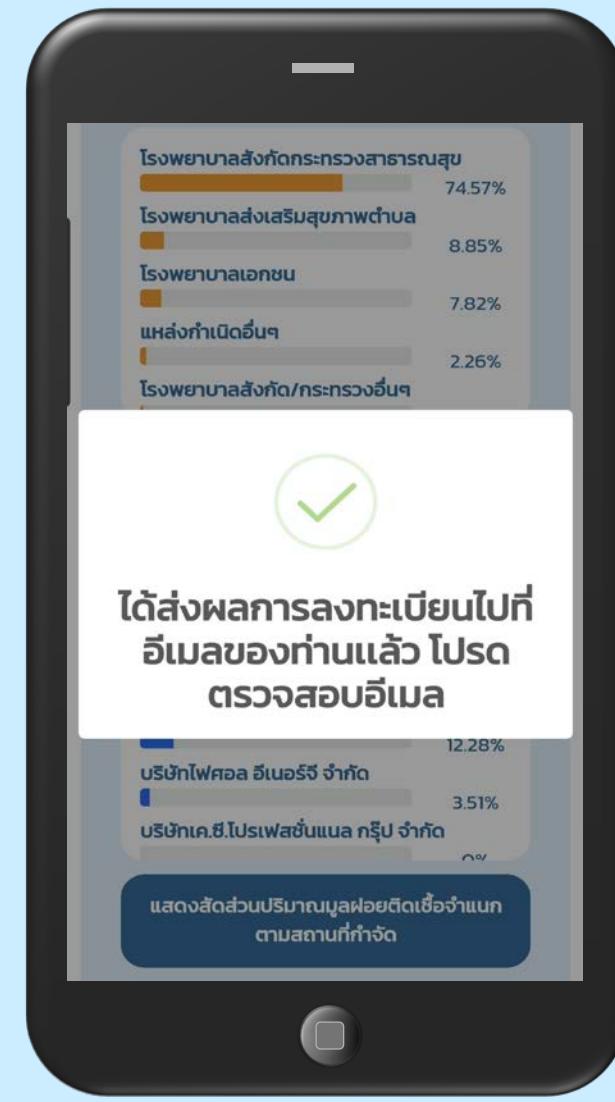 โรงพยาบาลสังกัดกระทรวงสาธารณสุข
74.57%
โรงพยาบาลส่งเสริมสุขภาพตำบล
8.85%
โรงพยาบาลเอกชน
7.82%
แหล่งกำเนิดอื่นๆ
2.26%
โรงพยาบาลสังกัด/กระทรวงอื่นๆ
ได้ส่งผลการลงทะเบียนไปที่
อีเมลของท่านแล้ว โปรด
ตรวจสอบอีเมล
12.28%
บริษัทไฟศอล อีเนอร์จี จำกัด
3.51%
บริษัทเค.ซี.โปรเฟสชั่นแนล กรุ๊ป จำกัด
0%
แสดงสัดส่วนปริมาณมูลฝอยติดเชื้อจำแนก
ตามสถานที่กำจัด